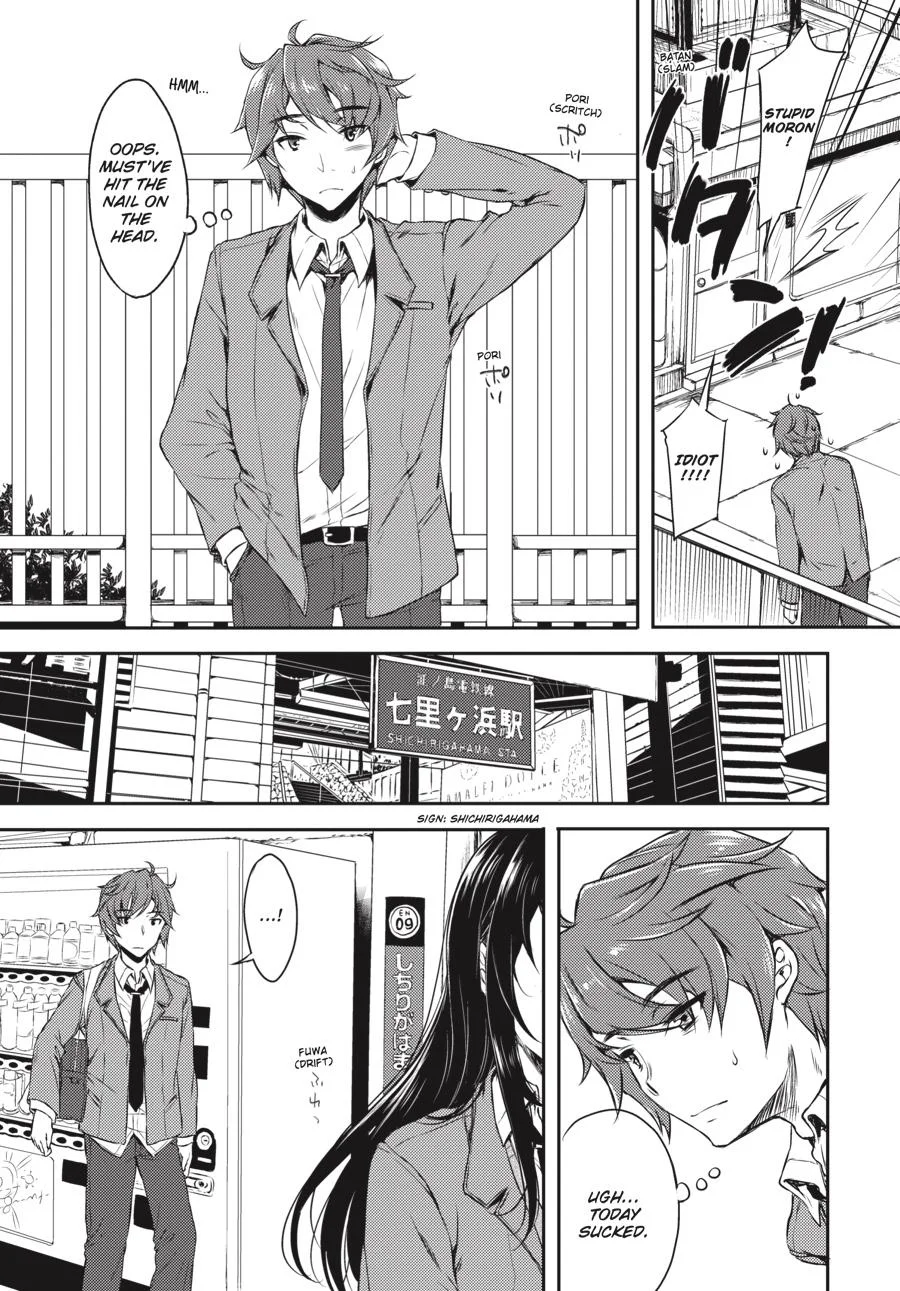 BATAN
(SLAM)
バタン
STUPID
MORON
!
IDIOT
!!!!
HMM...
PORI
(SCRITCH)
ポリ
OOPS.
MUST'VE
HIT THE
NAIL ON
THE
HEAD.
PORI
ポリ
江ノ島電鉄線
七里ヶ浜駅
SHICHIRIGAHAMA STA.
AMALFI DOLCE
SIGN: SHICHIRIGAHAMA
UGH...
TODAY
SUCKED.
...!
EN
09
しちりがはま
FUWA
(DRIFT)
ふわ